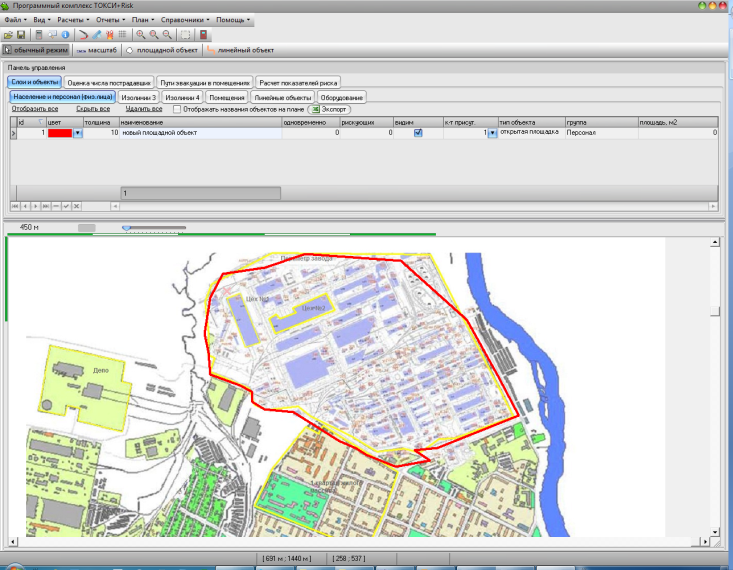 Программный комплекс ТОКСИ+Risk
Файл Вид Расчеты Отчеты План Справочники Помощь
обычный режим масштаб площадной объект линейный объект
Панель управления
Слои и объекты Оценка числа пострадавших Пути эвакуации в помещениях Расчет показателей риска
Население и персонал (физ.лица) Изолинии 3 Изолинии 4 Помещения Линейные объекты Оборудование
Отобразить все Скрыть все Удалить все Отображать названия объектов на плане Экспорт
id цвет толщина наименование одновременно рискующих видим к-т присут. тип объекта группа площадь, м2
1 10 новый площадной объект 0 0 1 открытая площадка Персонал 0
1
450 м
Периметр завода
Цех №1
Цех №2
Депо
[ 691 м ; 1440 м ] [ 258 ; 537 ]